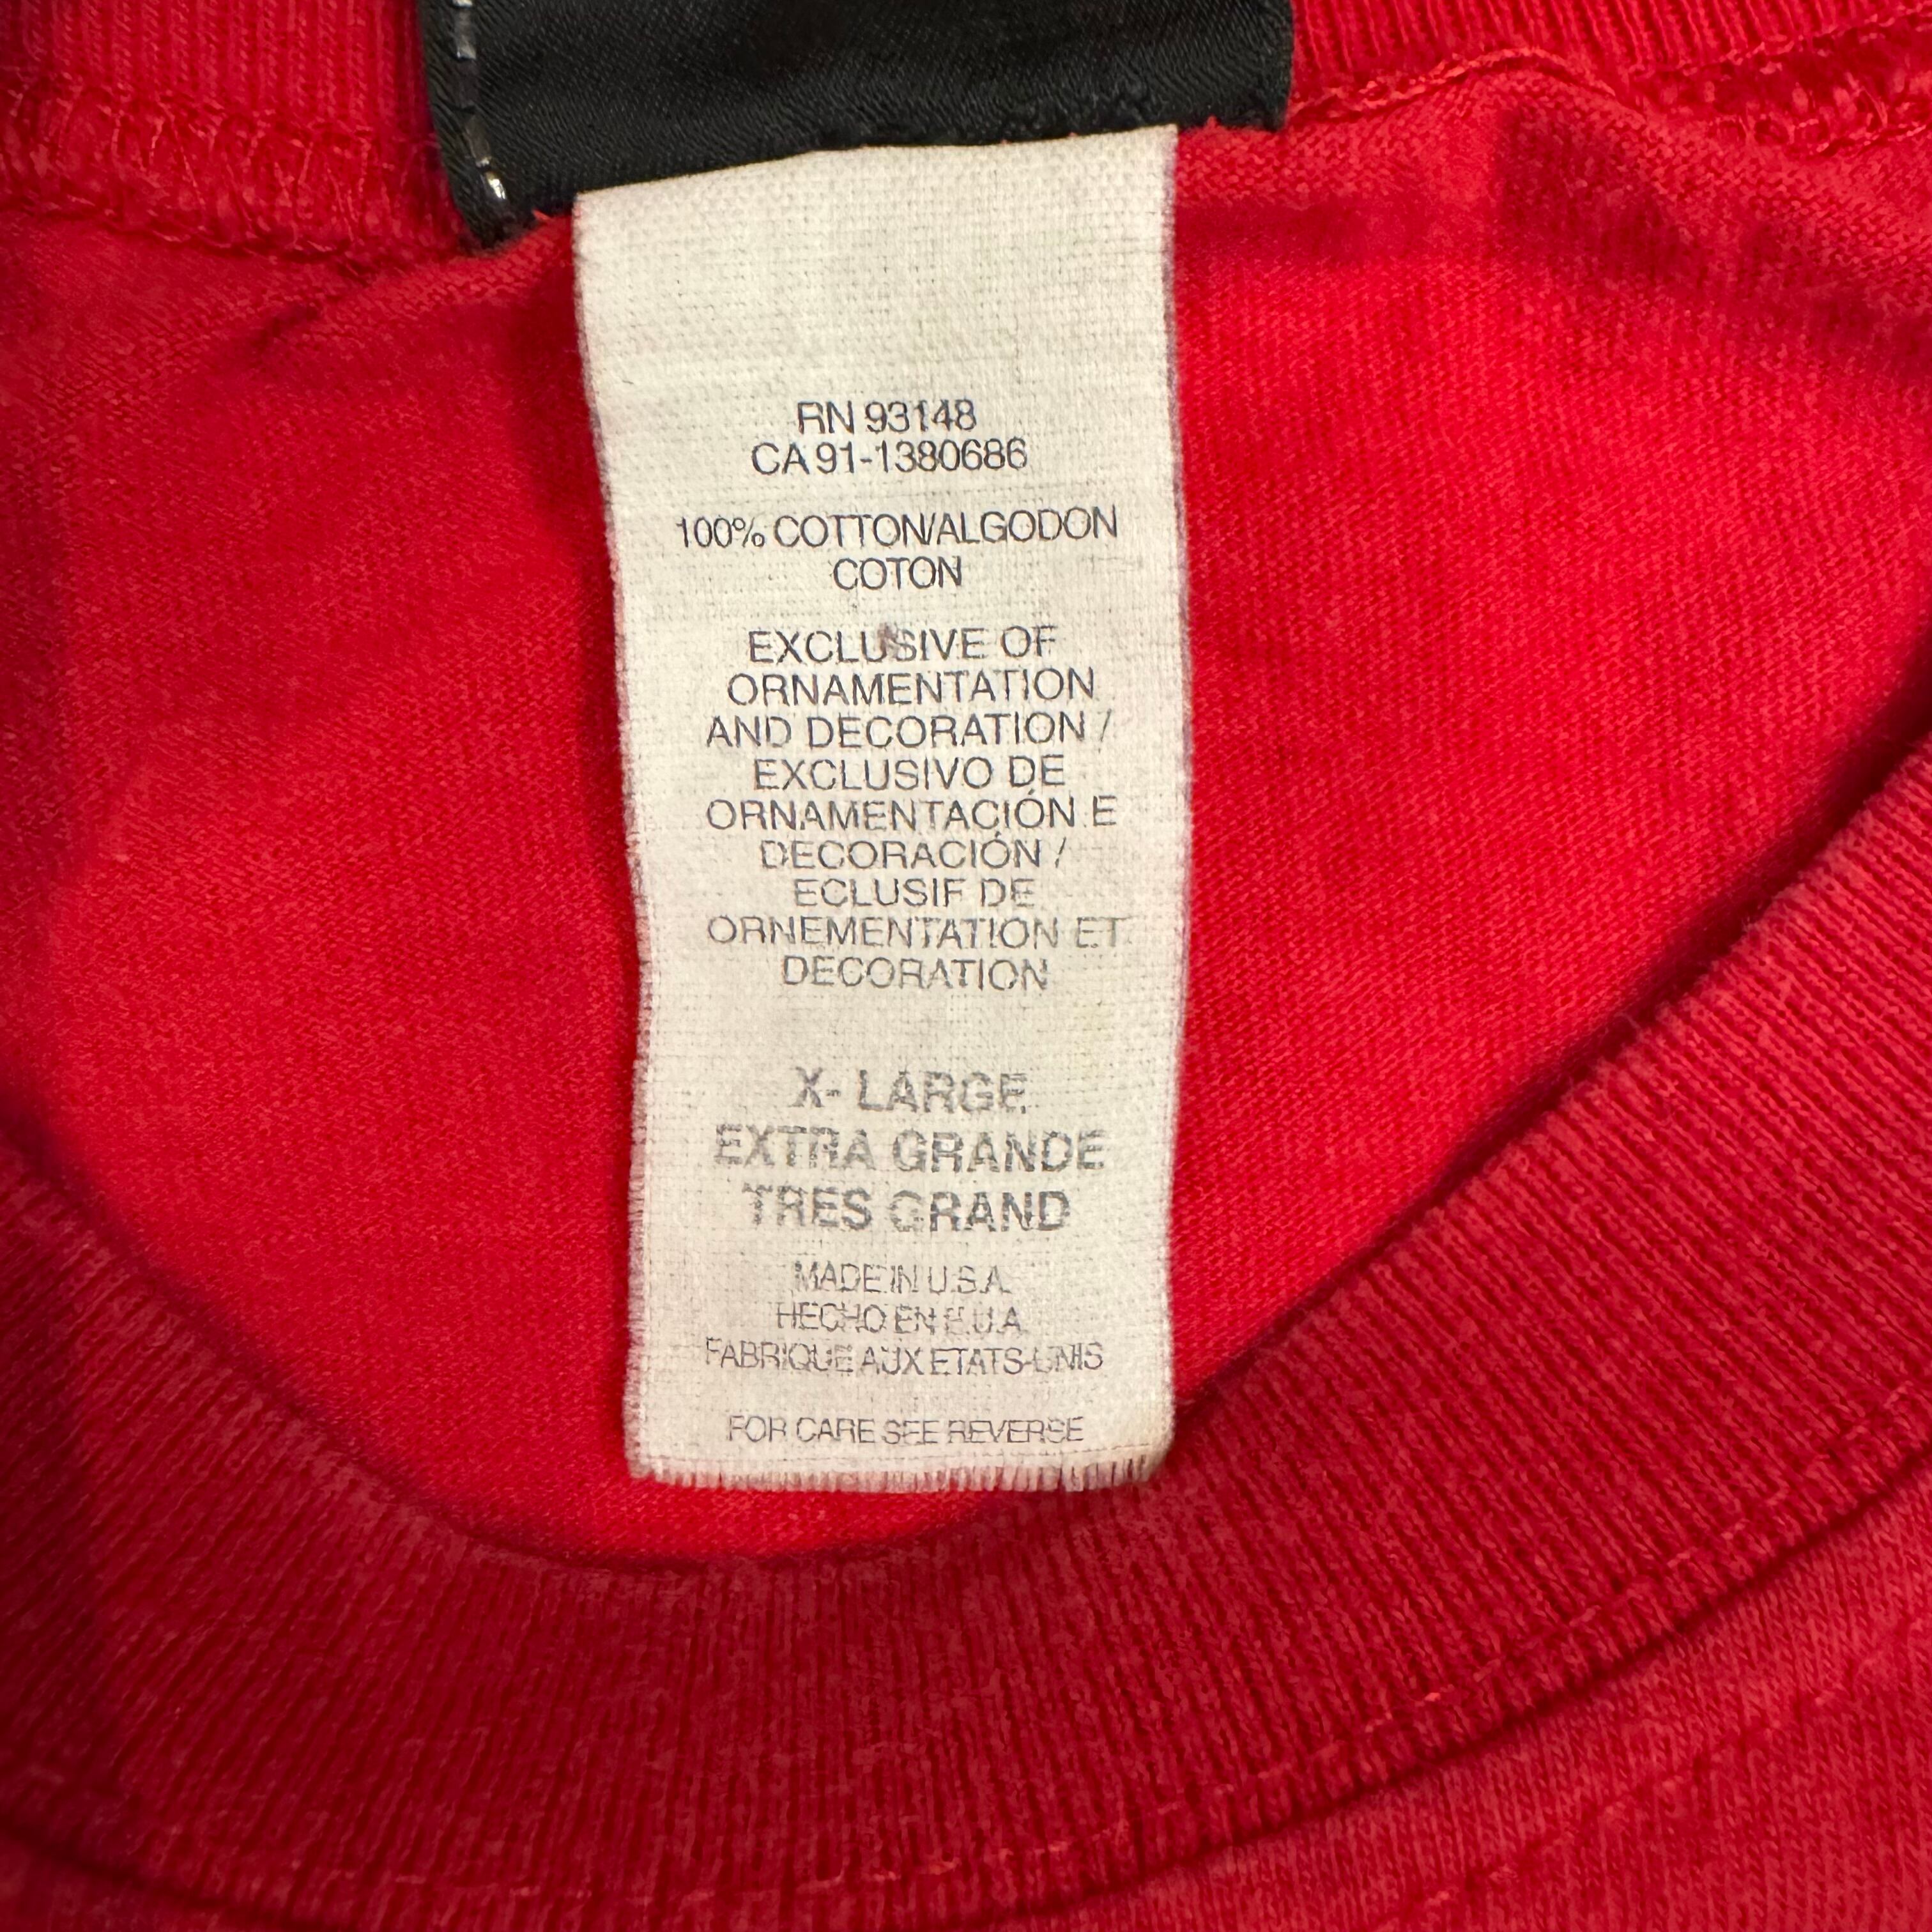 RN 93148
CA 91-1380686
100% COTTON/ALGODON
COTON
EXCLUSIVE OF
ORNAMENTATION
AND DECORATION /
EXCLUSIVO DE
ORNAMENTACIÓN E
DECORACIÓN /
ECLUSIF DE
ORNEMENTATION ET
DECORATION
X- LARGE
EXTRA GRANDE
TRES GRAND
MADE IN U.S.A.
HECHO EN E.U.A.
FABRIQUE AUX ETATS-UNIS
FOR CARE SEE REVERSE